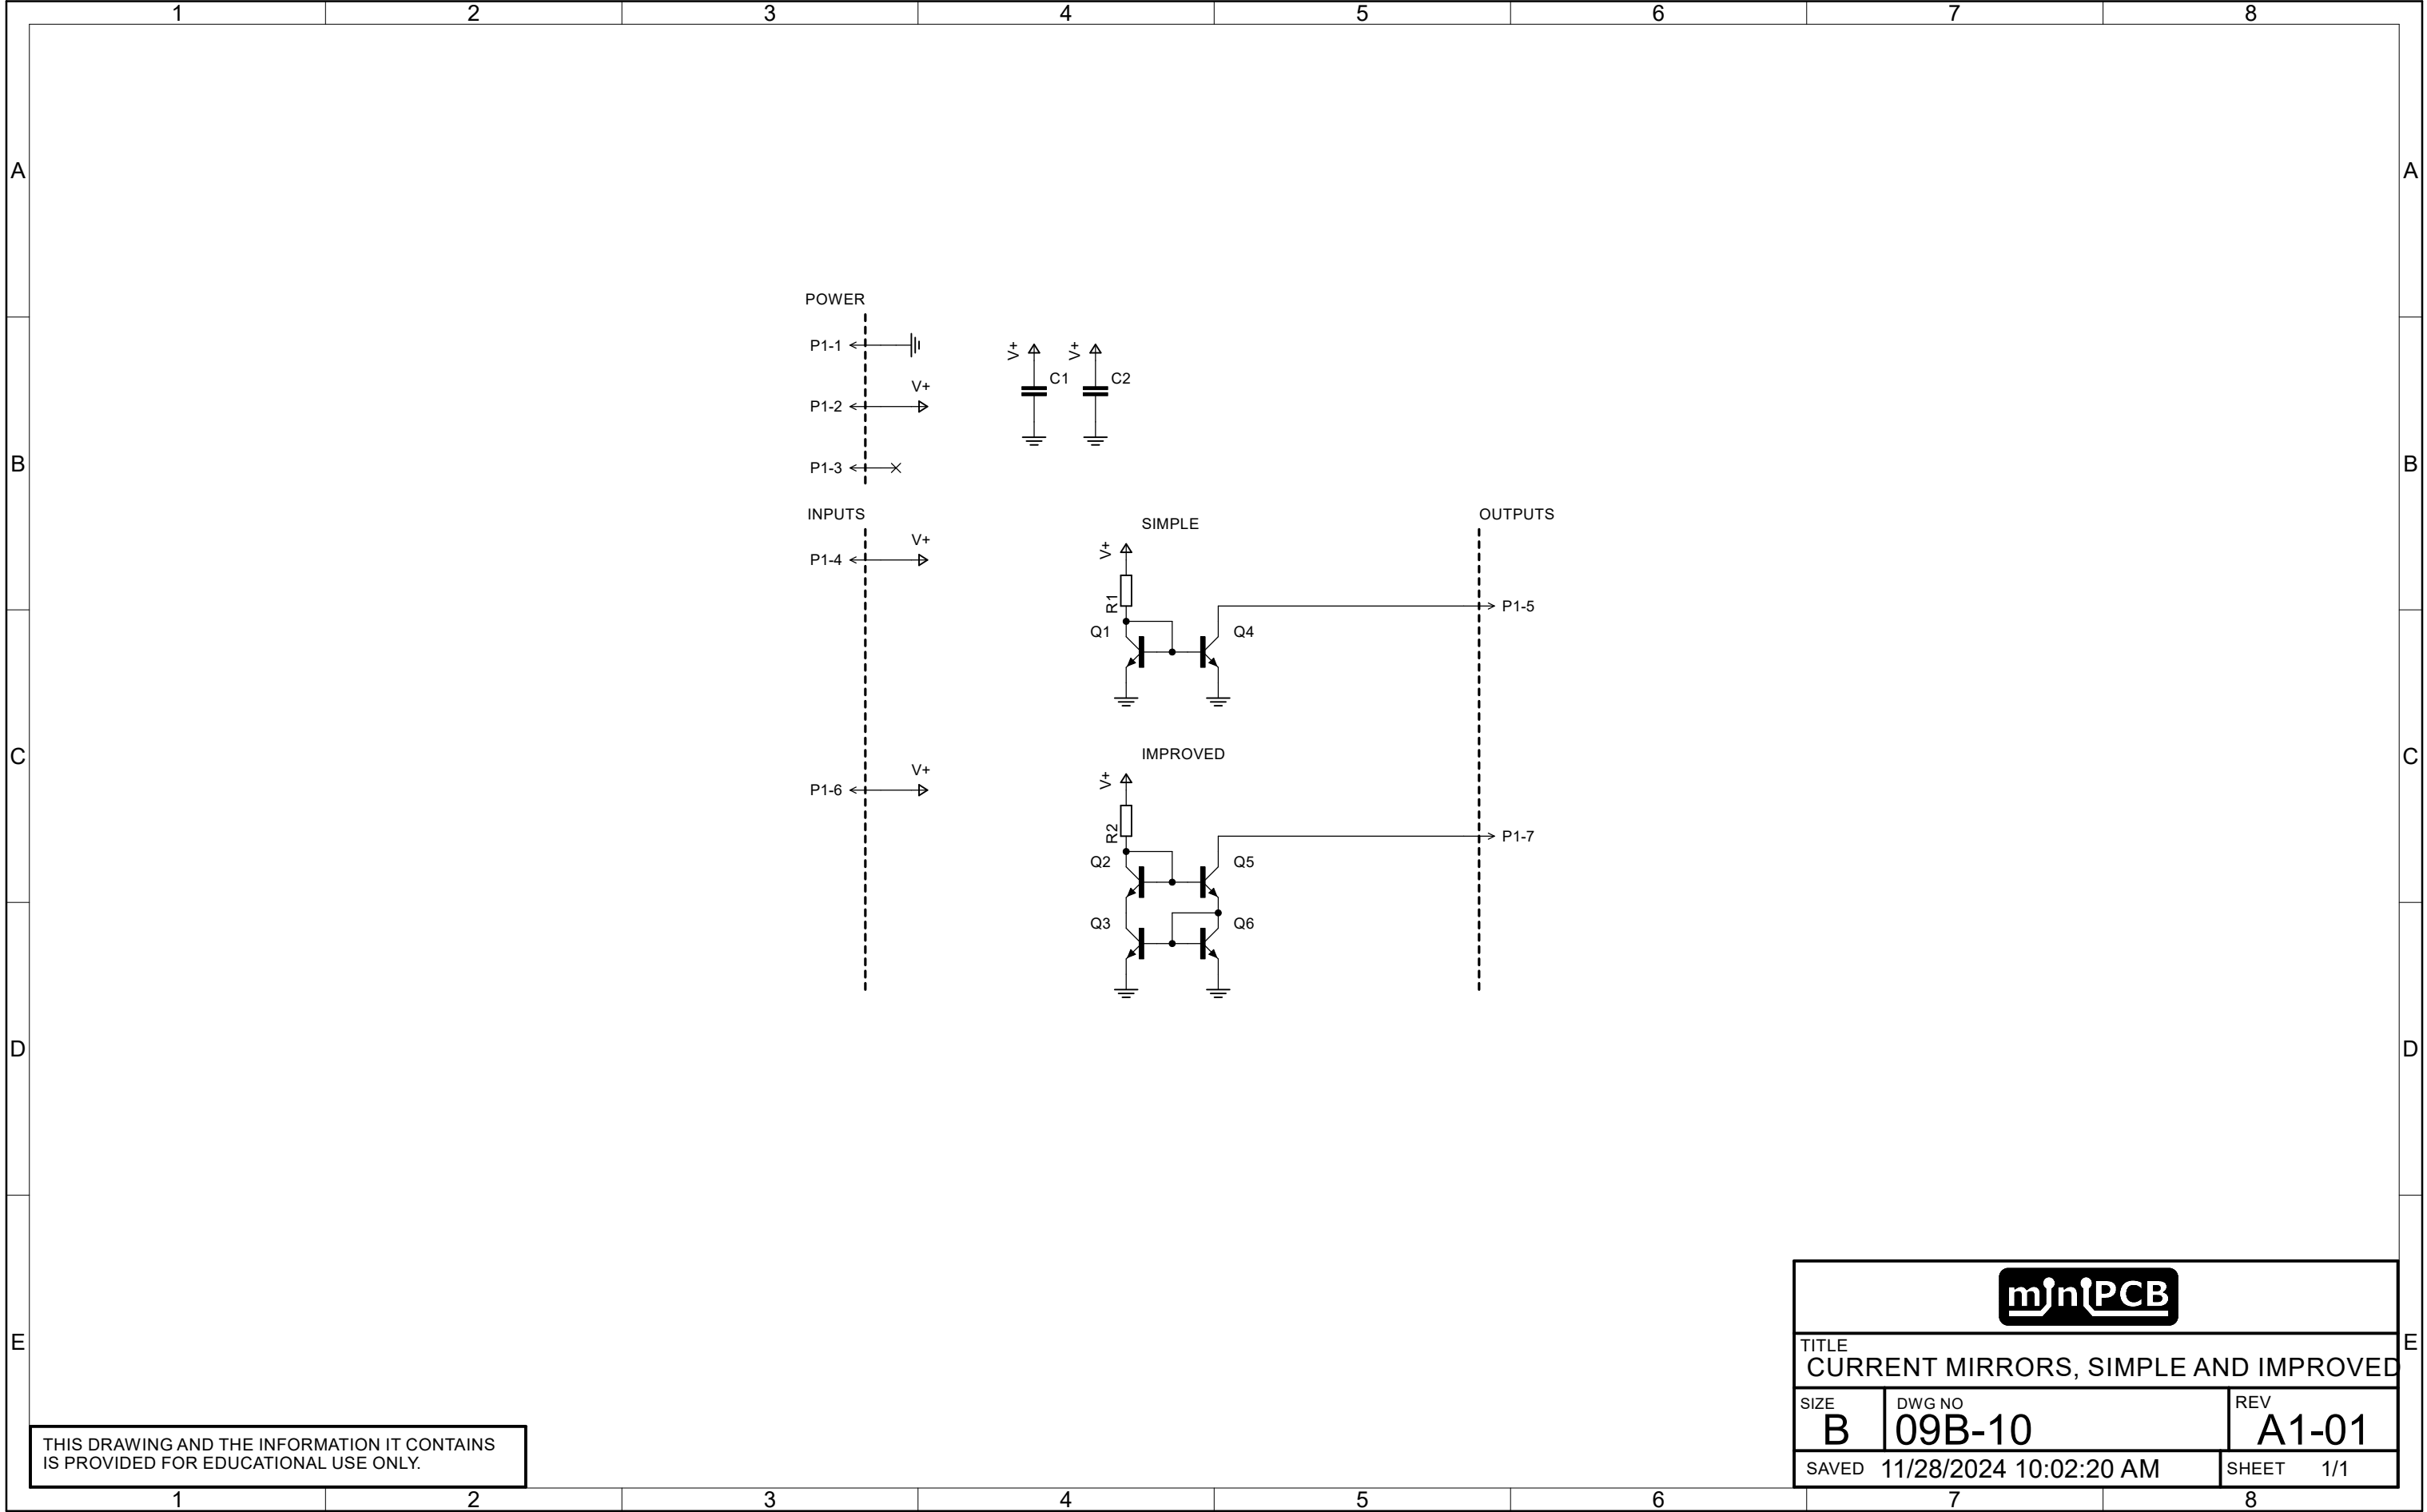 1 2 3 4 5 6 7 8
A A
POWER
P1-1
V+ V+
C1 C2
V+
P1-2
B B
P1-3
INPUTS
OUTPUTS
SIMPLE
V+
P1-4
V+
R1
P1-5
Q1 Q4
IMPROVED
C C
V+
P1-6
V+
R2
P1-7
Q2 Q5
Q3 Q6
D D
miniPCB
E E
TITLE
CURRENT MIRRORS, SIMPLE AND IMPROVED
SIZE DWG NO REV
B 09B-10 A1-01
SAVED 11/28/2024 10:02:20 AM SHEET 1/1
THIS DRAWING AND THE INFORMATION IT CONTAINS
IS PROVIDED FOR EDUCATIONAL USE ONLY.
1 2 3 4 5 6 7 8